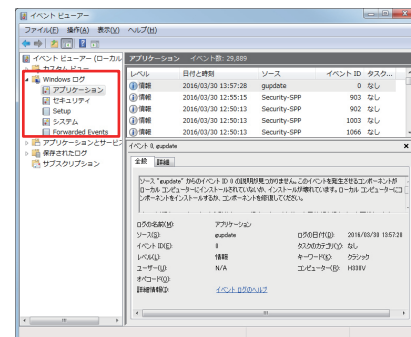 イベント ビューアー
ファイル(F) 操作(A) 表示(V) ヘルプ(H)
イベント ビューアー (ローカル
カスタム ビュー
Windows ログ
アプリケーション
セキュリティ
Setup
システム
Forwarded Events
アプリケーションとサービス
保存されたログ
サブスクリプション
アプリケーション イベント数: 29,889
レベル 日付と時刻 ソース イベント ID タスク...
情報 2016/03/30 13:57:28 gupdate 0 なし
情報 2016/03/30 12:55:15 Security-SPP 903 なし
情報 2016/03/30 12:50:13 Security-SPP 902 なし
情報 2016/03/30 12:50:13 Security-SPP 1003 なし
情報 2016/03/30 12:50:13 Security-SPP 1066 なし
イベント 0, gupdate
全般 詳細
ソース "gupdate" からのイベント ID 0 の説明が見つかりません。このイベントを発生させるコンポーネントが
ローカル コンピューターにインストールされていないか、インストールが壊れています。ローカル コンピューターにコ
ンポーネントをインストールするか、コンポーネントを修復してください。
ログの名前(M): アプリケーション
ソース(S): gupdate ログの日付(D): 2016/03/30 13:57:28
イベント ID(E): 0 タスクのカテゴリ(Y): なし
レベル(L): 情報 キーワード(K): クラシック
ユーザー(U): N/A コンピューター(R): H330V
オペコード(O):
詳細情報(I): イベント ログのヘルプ